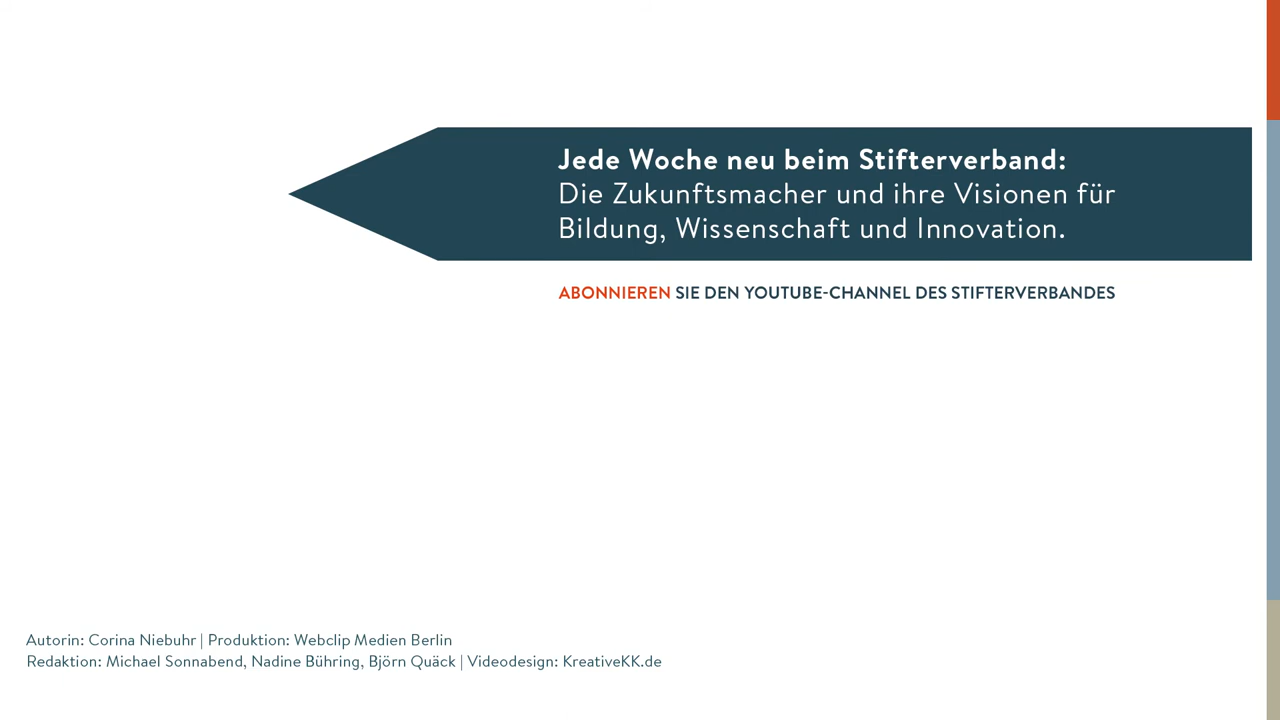 Jede Woche neu beim Stifterverband:
Die Zukunftsmacher und ihre Visionen für
Bildung, Wissenschaft und Innovation.
ABONNIEREN SIE DEN YOUTUBE-CHANNEL DES STIFTERVERBANDES
Autorin: Corina Niebuhr | Produktion: Webclip Medien Berlin
Redaktion: Michael Sonnabend, Nadine Bühring, Björn Quäck | Videodesign: KreativeKK.de